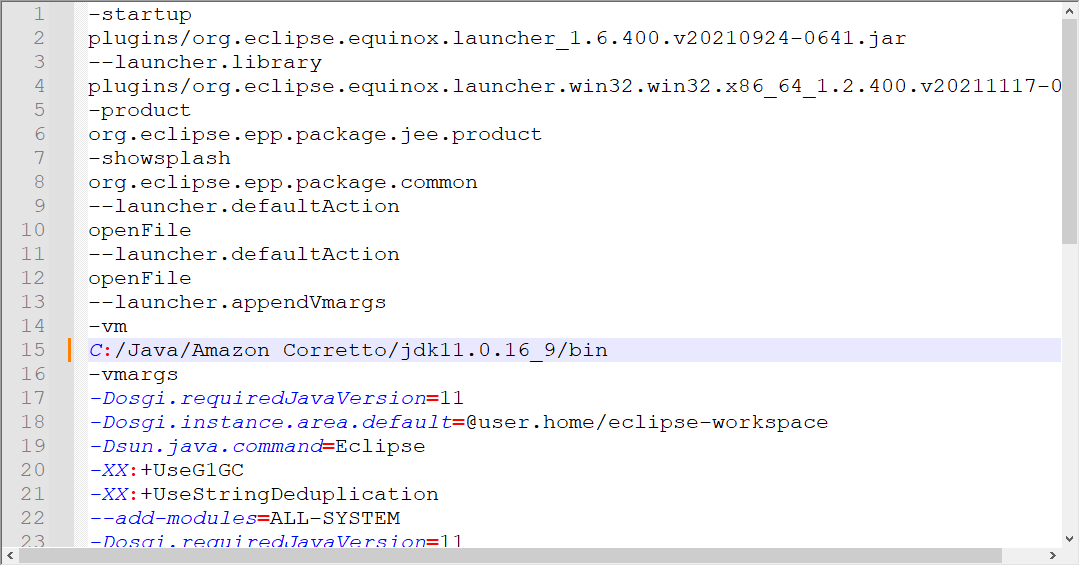 1 -startup
2 plugins/org.eclipse.equinox.launcher_1.6.400.v20210924-0641.jar
3 --launcher.library
4 plugins/org.eclipse.equinox.launcher.win32.win32.x86_64_1.2.400.v20211117-0
5 -product
6 org.eclipse.epp.package.jee.product
7 -showsplash
8 org.eclipse.epp.package.common
9 --launcher.defaultAction
10 openFile
11 --launcher.defaultAction
12 openFile
13 --launcher.appendVmargs
14 -vm
15 C:/Java/Amazon Corretto/jdk11.0.16_9/bin
16 -vmargs
17 -Dosgi.requiredJavaVersion=11
18 -Dosgi.instance.area.default=@user.home/eclipse-workspace
19 -Dsun.java.command=Eclipse
20 -XX:+UseG1GC
21 -XX:+UseStringDeduplication
22 --add-modules=ALL-SYSTEM
23 -Dosgi.requiredJavaVersion=11